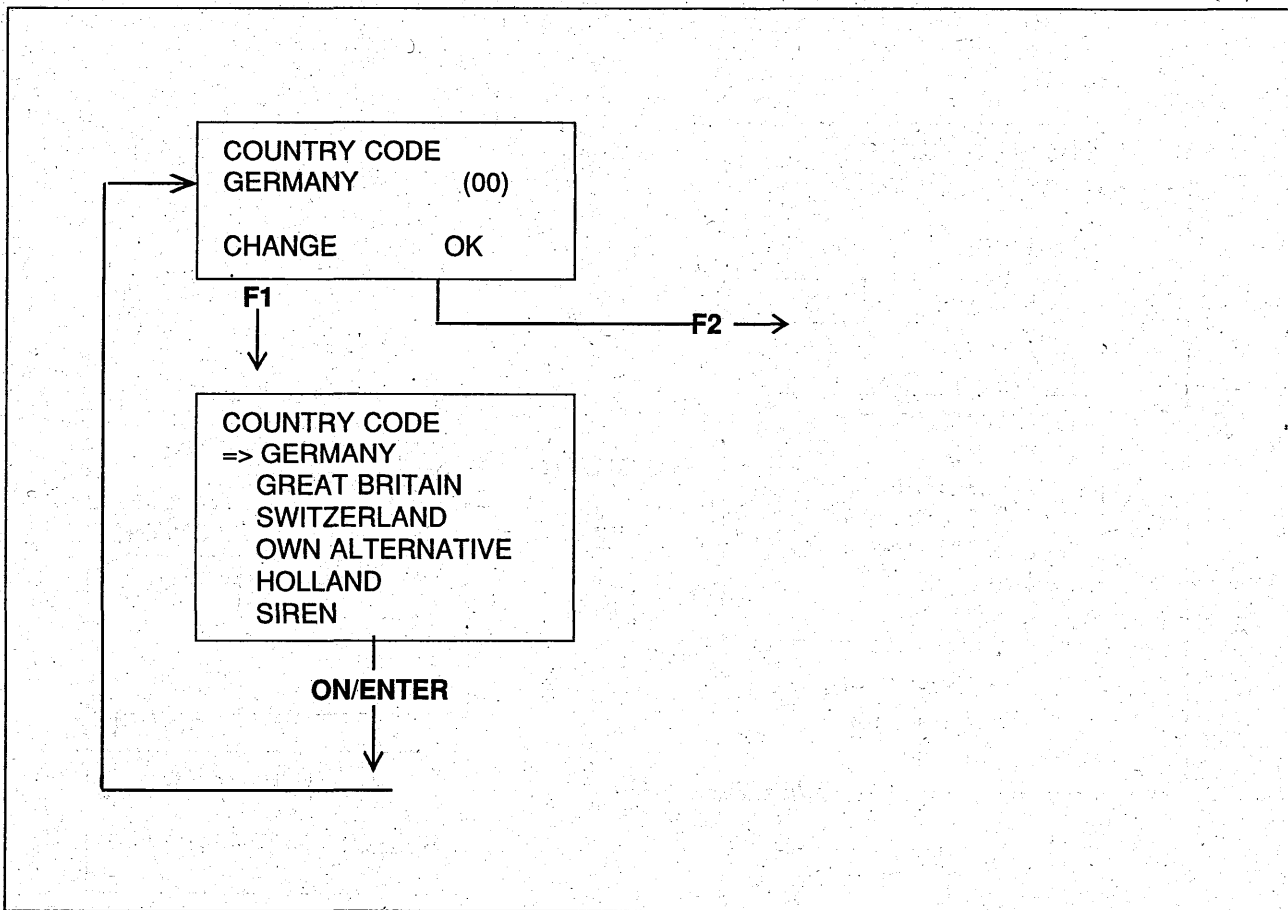 COUNTRY CODE
GERMANY (00)
CHANGE OK
F1
F2
COUNTRY CODE
=> GERMANY
GREAT BRITAIN
SWITZERLAND
OWN ALTERNATIVE
HOLLAND
SIREN
ON/ENTER